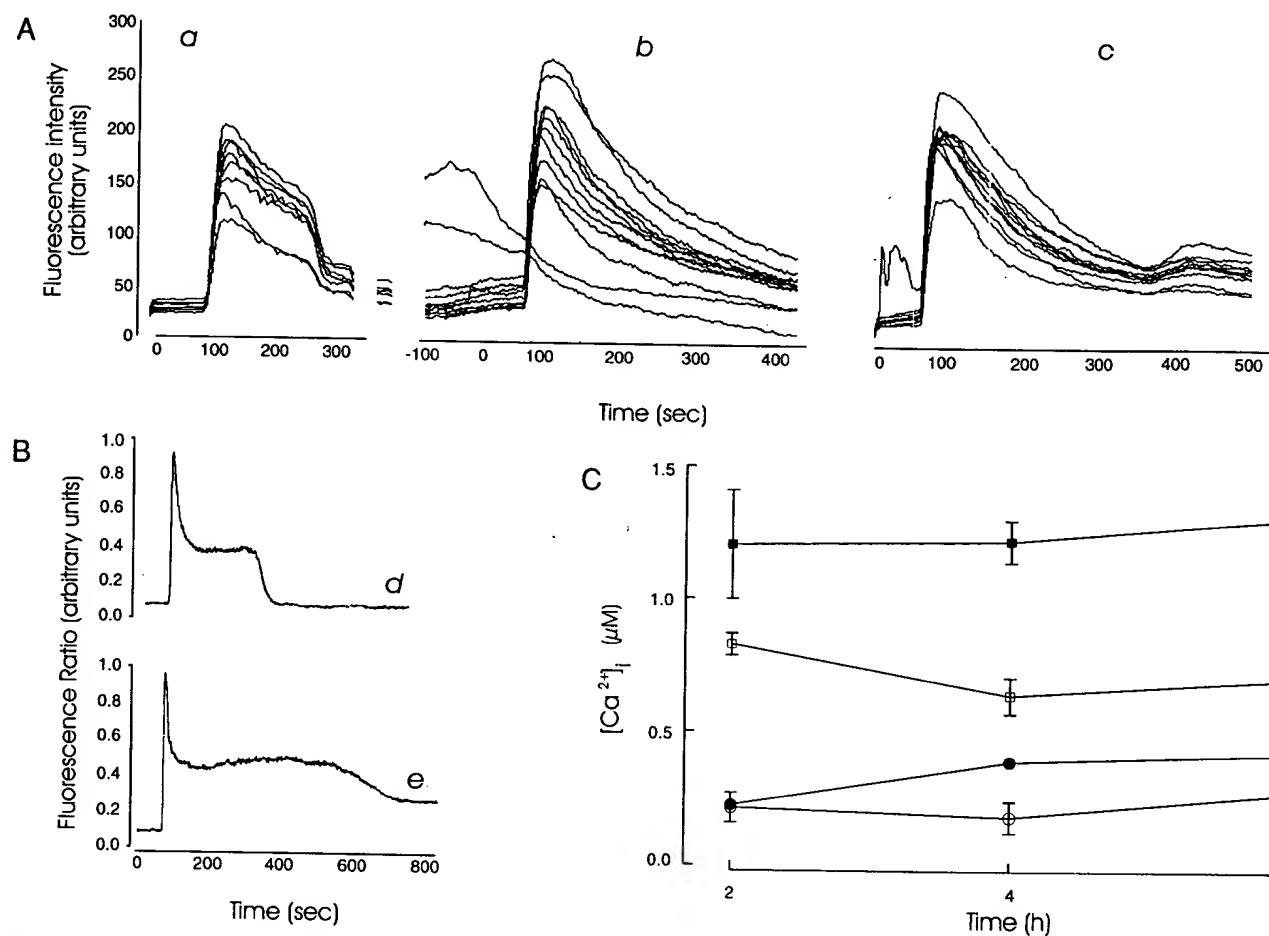 A
a
b
c
Fluorescence Intensity
(arbitrary units)
300
250
200
150
100
50
0
0 100 200 300
-100 0 100 200 300 400
0 100 200 300 400 500
Time (sec)
B
Fluorescence Ratio (arbitrary units)
1.0
0.8
0.6
0.4
0.2
0.0
d
1.0
0.8
0.6
0.4
0.2
0.0
e
0 200 400 600 800
Time (sec)
C
[Ca²⁺]i (µM)
1.5
1.0
0.5
0.0
2 4
Time (h)